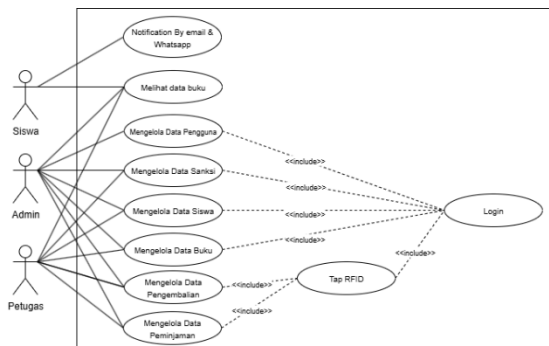 Notification By email &
Whatsapp
Siswa
Melihat data buku
Mengelola Data Pengguna
<<include>>
Admin
Mengelola Data Sanksi
<<include>>
Mengelola Data Siswa
<<include>>
Login
Mengelola Data Buku
<<include>>
<<include>>
Petugas
Mengelola Data
Pengembalian
<<include>>
Tap RFID
Mengelola Data
Peminjaman
<<include>>